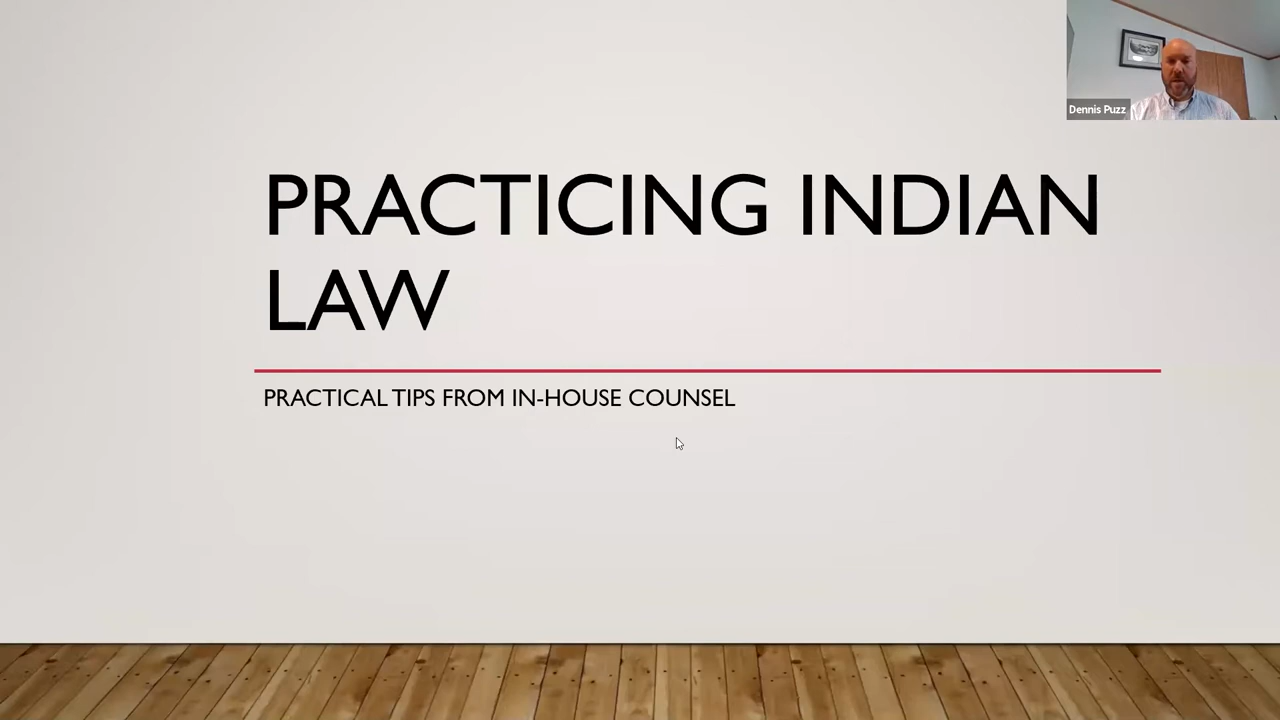 Dennis Puzz
PRACTICING INDIAN
LAW
PRACTICAL TIPS FROM IN-HOUSE COUNSEL